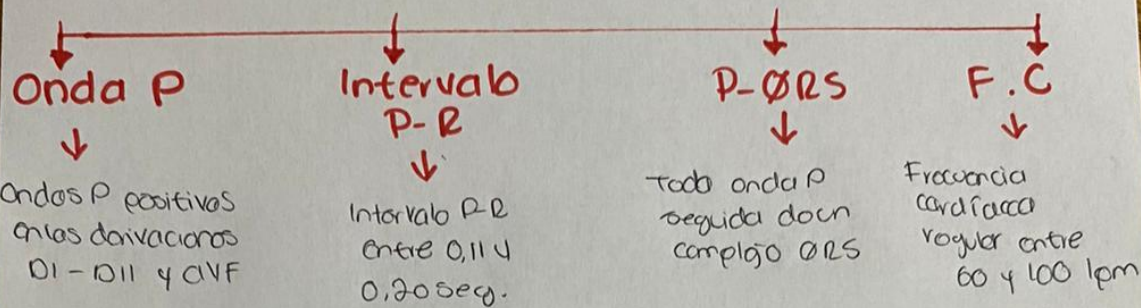 Onda P
Ondas P positivas
en las derivaciones
DI - DII y aVF
Intervalo
P-R
Intervalo P-R
entre 0,11 y
0,20 seg.
P-QRS
Toda onda P
seguida de un
complejo QRS
F.C
Frecuencia
cardíaca
regular entre
60 y 100 lpm